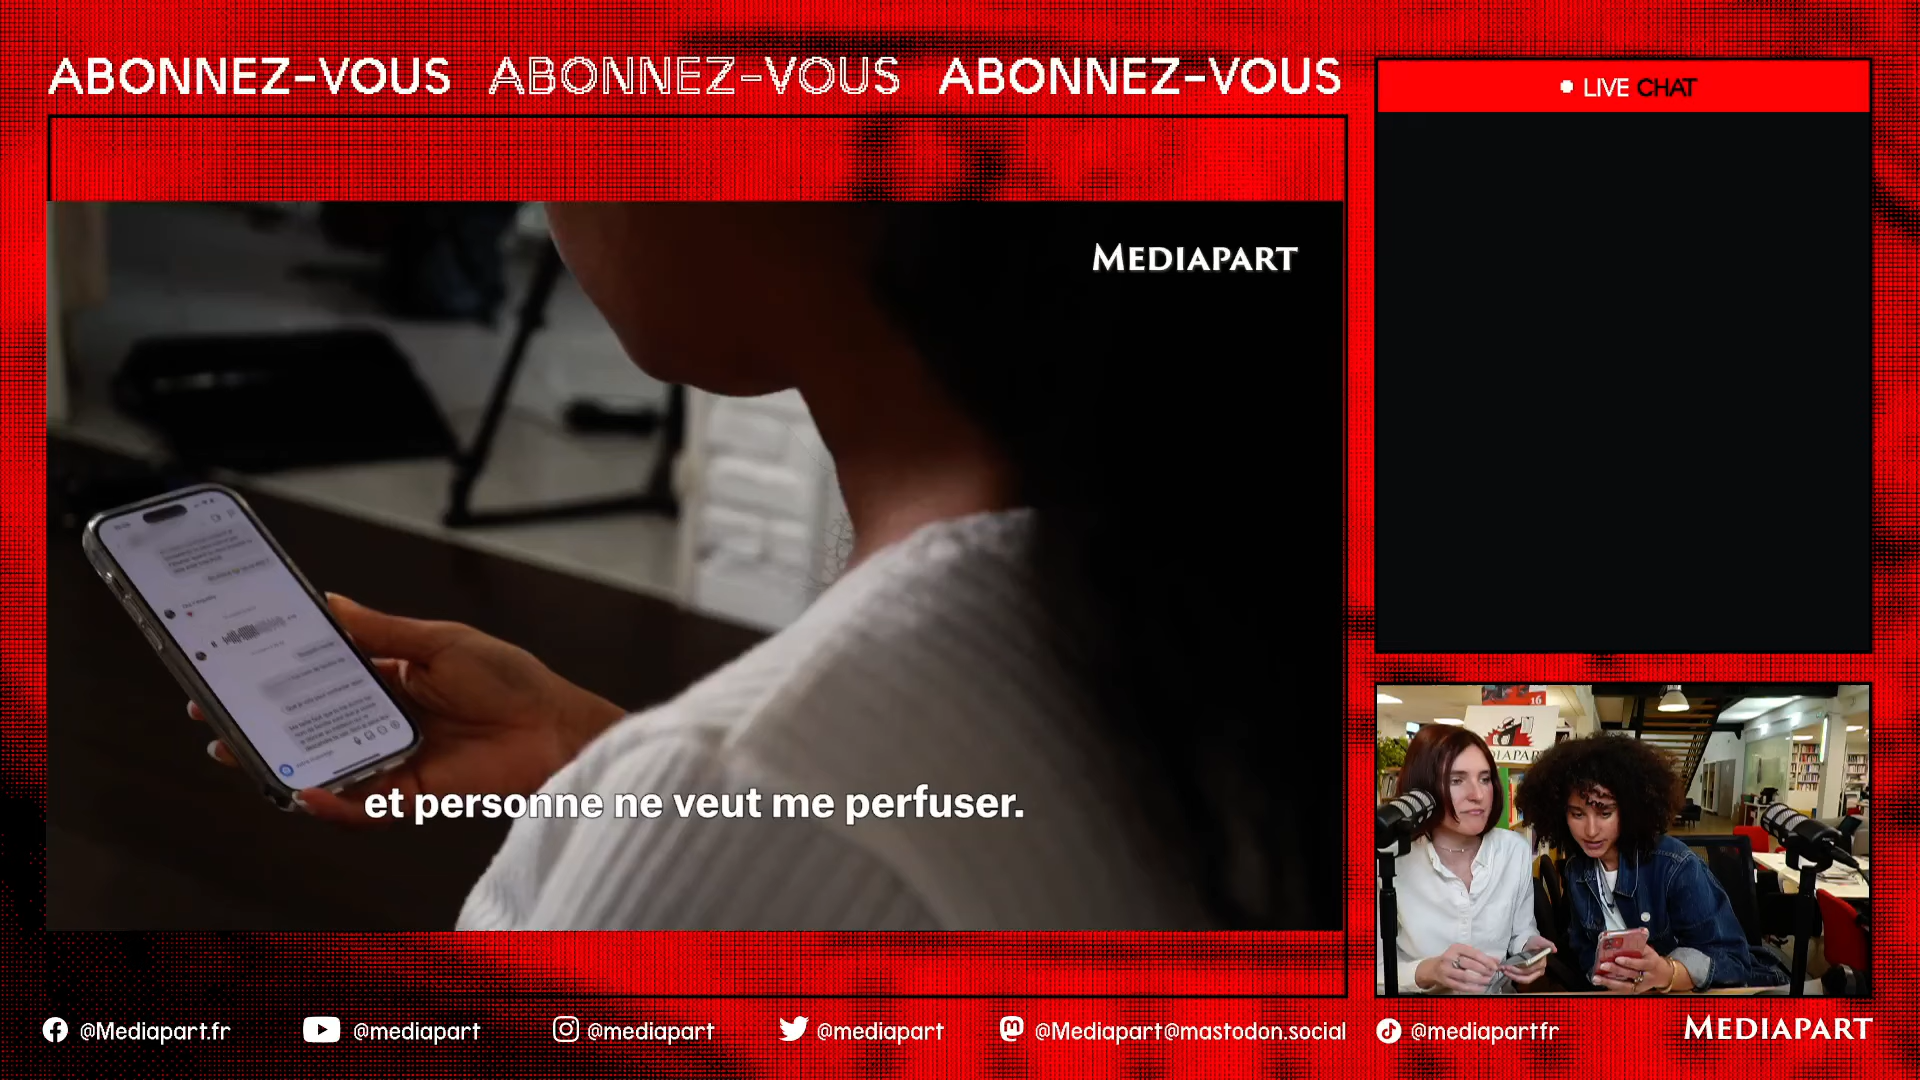 ABONNEZ-VOUS ABONNEZ-VOUS ABONNEZ-VOUS
LIVE CHAT
MEDIAPART
et personne ne veut me perfuser.
16
@Mediapart.fr
@mediapart
@mediapart
@mediapart
@Mediapart@mastodon.social
@mediapartfr
MEDIAPART